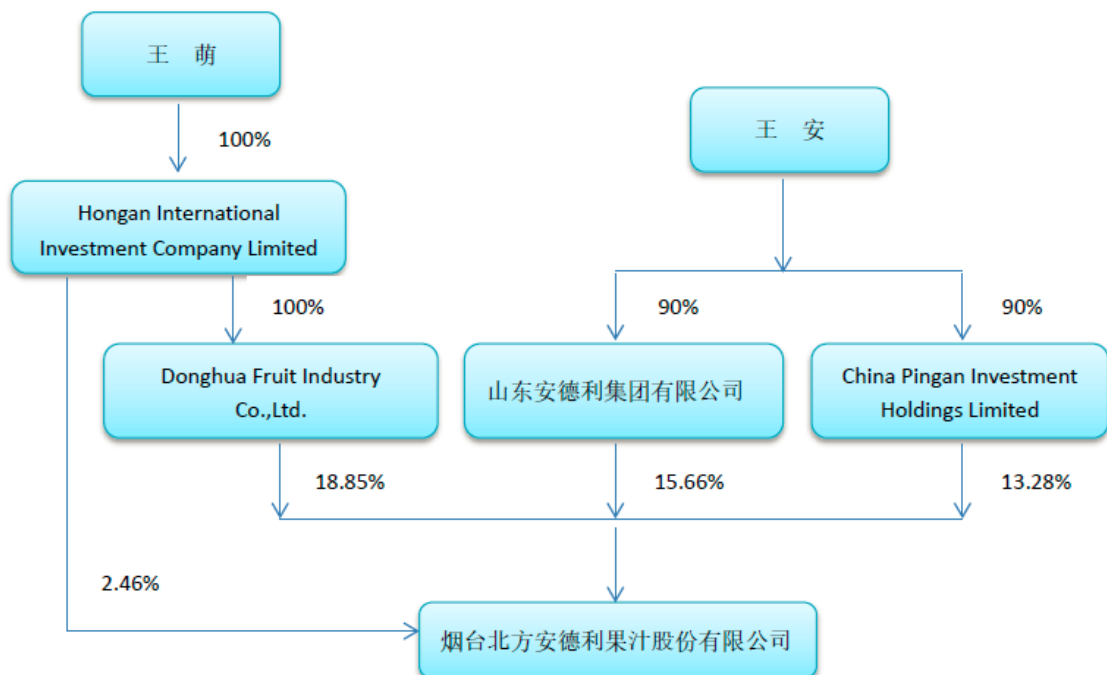 王 萌
100%
王 安
Hongan International
Investment Company Limited
100%
90%
90%
Donghua Fruit Industry
Co.,Ltd.
山东安德利集团有限公司
China Pingan Investment
Holdings Limited
18.85%
15.66%
13.28%
2.46%
烟台北方安德利果汁股份有限公司